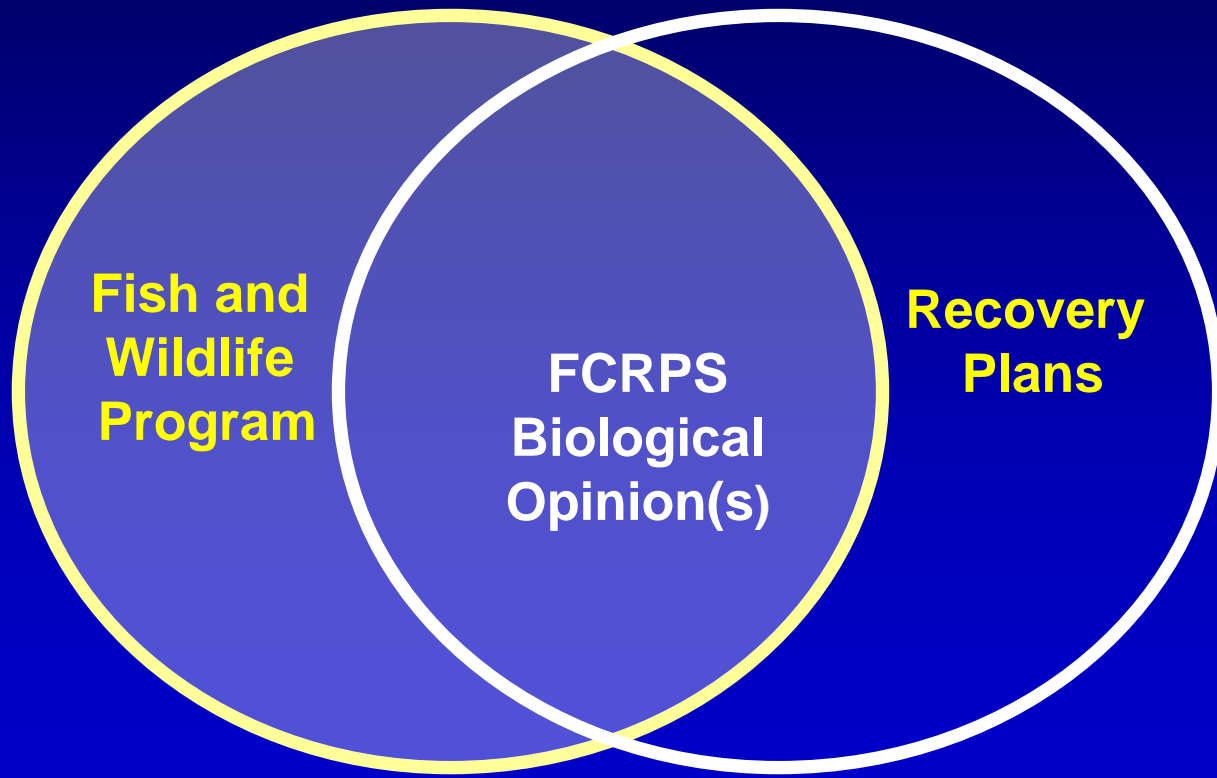 Fish and
Wildlife
Program
FCRPS
Biological
Opinion(s)
Recovery
Plans